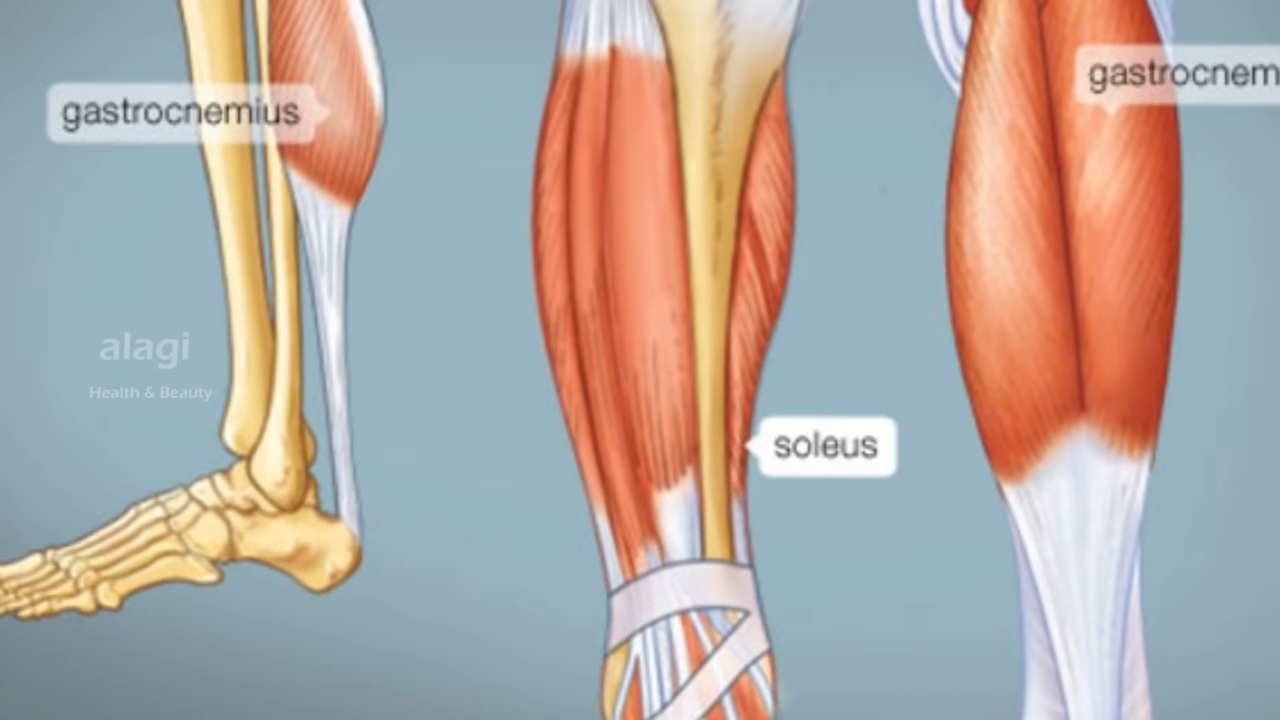 gastrocnemius
gastrocnem
alagi
Health & Beauty
soleus